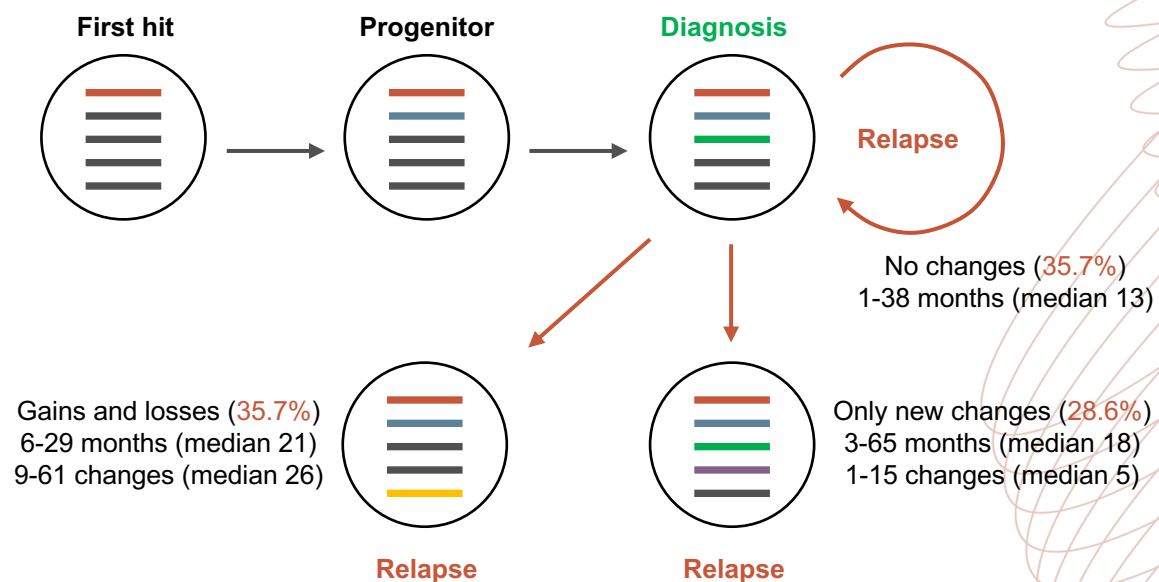 First hit
Progenitor
Diagnosis
Relapse
No changes (35.7%)
1-38 months (median 13)
Gains and losses (35.7%)
6-29 months (median 21)
9-61 changes (median 26)
Only new changes (28.6%)
3-65 months (median 18)
1-15 changes (median 5)
Relapse
Relapse